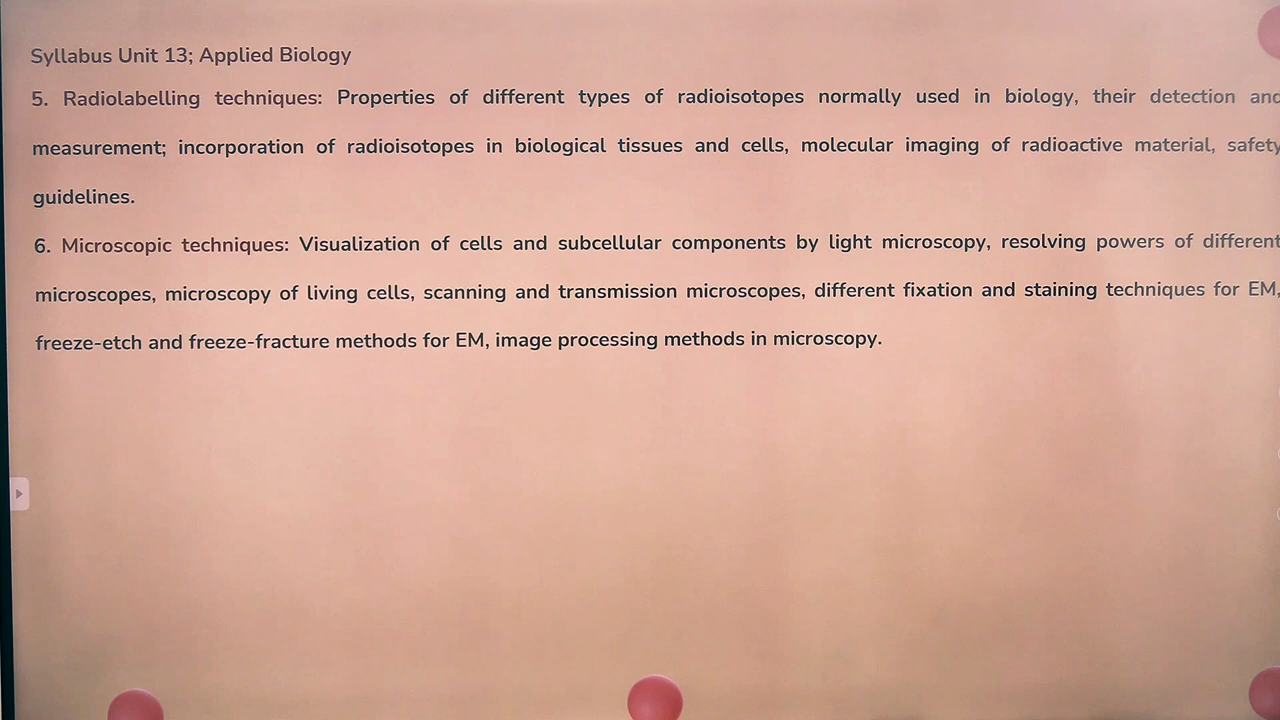 Syllabus Unit 13; Applied Biology
5. Radiolabelling techniques: Properties of different types of radioisotopes normally used in biology, their detection and
measurement; incorporation of radioisotopes in biological tissues and cells, molecular imaging of radioactive material, safety
guidelines.
6. Microscopic techniques: Visualization of cells and subcellular components by light microscopy, resolving powers of different
microscopes, microscopy of living cells, scanning and transmission microscopes, different fixation and staining techniques for EM,
freeze-etch and freeze-fracture methods for EM, image processing methods in microscopy.